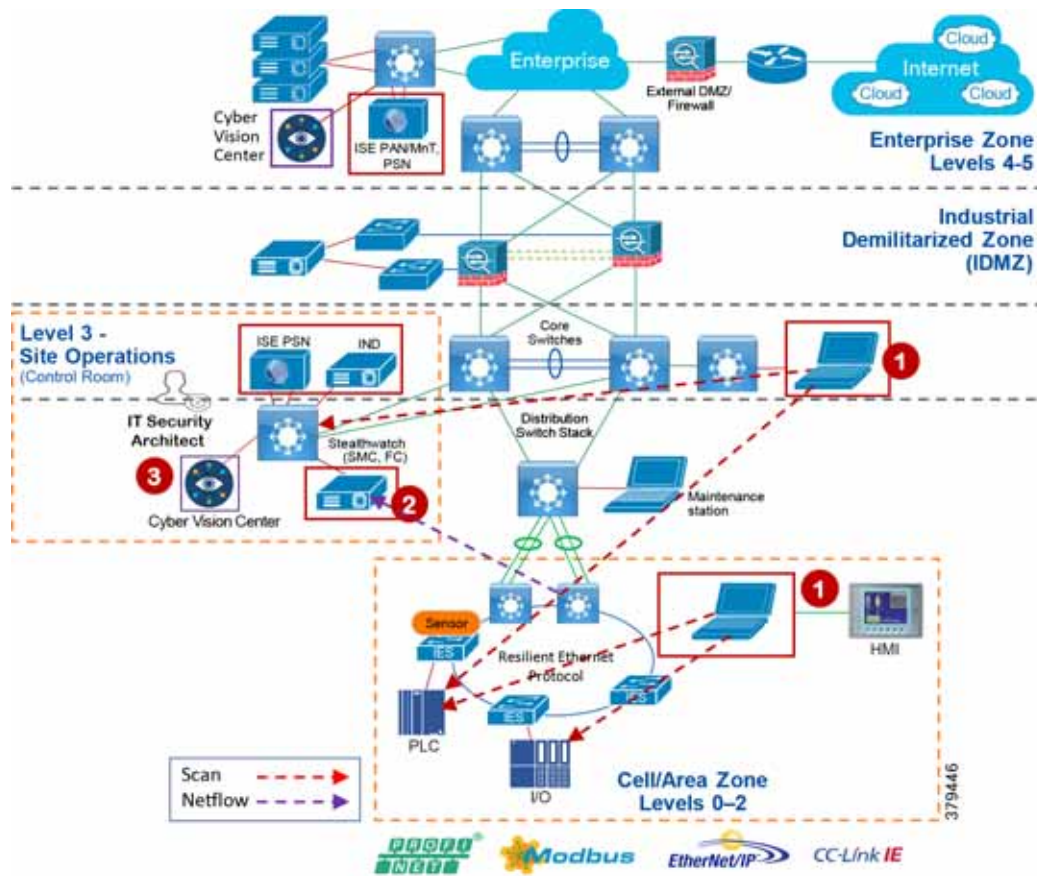 Enterprise
Cloud
Internet
Cloud
Cloud
External DMZ/
Firewall
Cyber
Vision
Center
ISE PAN/MnT,
PSN
Enterprise Zone
Levels 4-5
Industrial
Demilitarized Zone
(IDMZ)
Level 3 -
Site Operations
(Control Room)
ISE PSN
IND
Core
Switches
1
IT Security
Architect
Stealthwatch
(SMC, FC)
Distribution
Switch Stack
3
2
Cyber Vision Center
Maintenance
station
1
Sensor
IES
HMI
Resilient Ethernet
Protocol
IES
IES
PLC
I/O
Scan
Netflow
Cell/Area Zone
Levels 0–2
379446
PROFI
NET
Modbus
EtherNet/IP
CC-Link IE